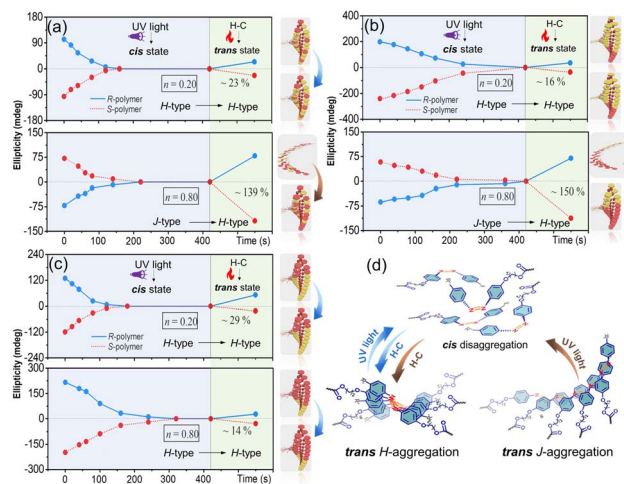 (a)
UV light
cis state
H-C
trans state
n = 0.20
~ 23 %
R-polymer
S-polymer
H-type → H-type
180
90
0
-90
-180
Ellipticity (mdeg)
150
75
0
-75
-150
n = 0.80
~ 139 %
J-type → H-type
0 100 200 300 400 Time (s)
(b)
UV light
cis state
H-C
trans state
n = 0.20
~ 16 %
R-polymer
S-polymer
H-type → H-type
400
200
0
-200
-400
Ellipticity (mdeg)
150
75
0
-75
-150
n = 0.80
~ 150 %
J-type → H-type
0 100 200 300 400 Time (s)
(c)
UV light
cis state
H-C
trans state
n = 0.20
~ 29 %
R-polymer
S-polymer
H-type → H-type
240
120
0
-120
-240
Ellipticity (mdeg)
300
150
0
-150
300
n = 0.80
~ 14 %
H-type → H-type
0 100 200 300 400 Time (s)
(d)
cis disaggregation
UV light
H-C
H-C
UV light
trans H-aggregation
trans J-aggregation